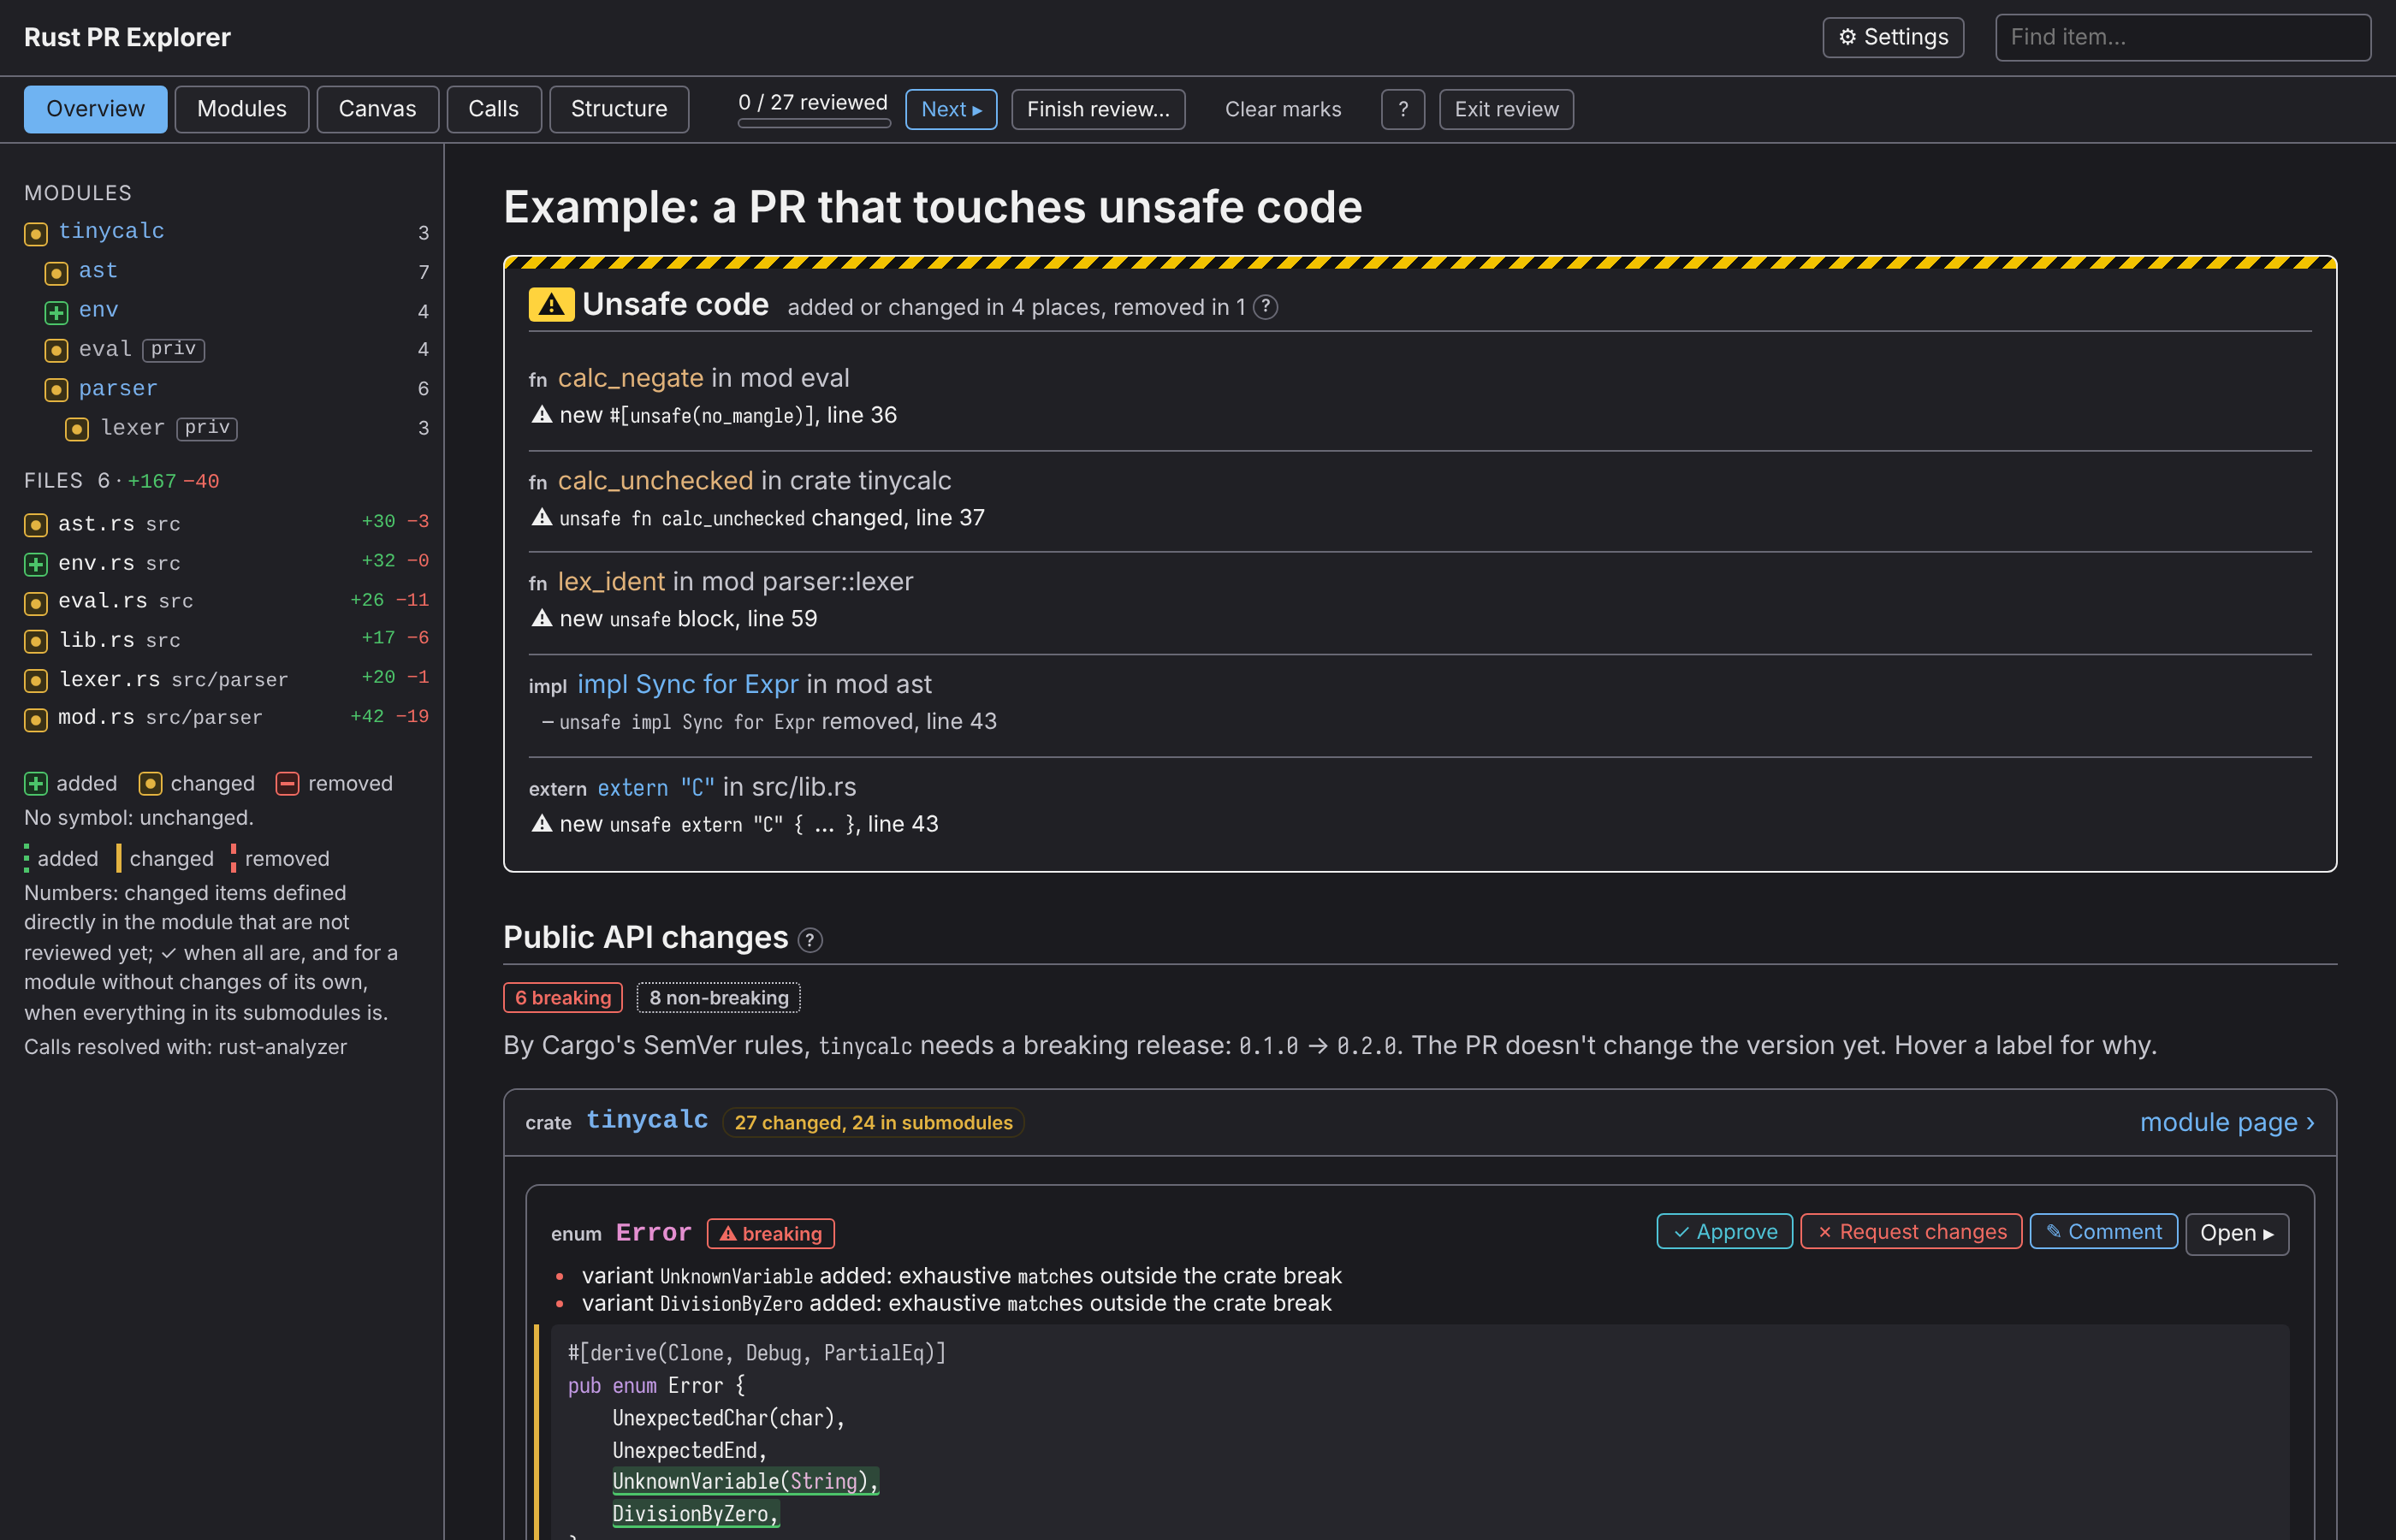 Rust PR Explorer
⚙ Settings
Find item...
Overview
Modules
Canvas
Calls
Structure
0 / 27 reviewed
Next ▸
Finish review...
Clear marks
?
Exit review
MODULES
tinycalc 3
ast 7
env 4
eval priv 4
parser 6
lexer priv 3
FILES 6 · +167 −40
ast.rs src +30 −3
env.rs src +32 −0
eval.rs src +26 −11
lib.rs src +17 −6
lexer.rs src/parser +20 −1
mod.rs src/parser +42 −19
added changed removed
No symbol: unchanged.
added changed removed
Numbers: changed items defined
directly in the module that are not
reviewed yet; ✓ when all are, and for a
module without changes of its own,
when everything in its submodules is.
Calls resolved with: rust-analyzer
Example: a PR that touches unsafe code
⚠ Unsafe code added or changed in 4 places, removed in 1 ?
fn calc_negate in mod eval
⚠ new #[unsafe(no_mangle)], line 36
fn calc_unchecked in crate tinycalc
⚠ unsafe fn calc_unchecked changed, line 37
fn lex_ident in mod parser::lexer
⚠ new unsafe block, line 59
impl impl Sync for Expr in mod ast
− unsafe impl Sync for Expr removed, line 43
extern extern "C" in src/lib.rs
⚠ new unsafe extern "C" { … }, line 43
Public API changes ?
6 breaking 8 non-breaking
By Cargo's SemVer rules, tinycalc needs a breaking release: 0.1.0 → 0.2.0. The PR doesn't change the version yet. Hover a label for why.
crate tinycalc 27 changed, 24 in submodules module page ›
enum Error ⚠ breaking ✓ Approve × Request changes ✎ Comment Open ▸
• variant UnknownVariable added: exhaustive matches outside the crate break
• variant DivisionByZero added: exhaustive matches outside the crate break
#[derive(Clone, Debug, PartialEq)]
pub enum Error {
UnexpectedChar(char),
UnexpectedEnd,
UnknownVariable(String),
DivisionByZero,